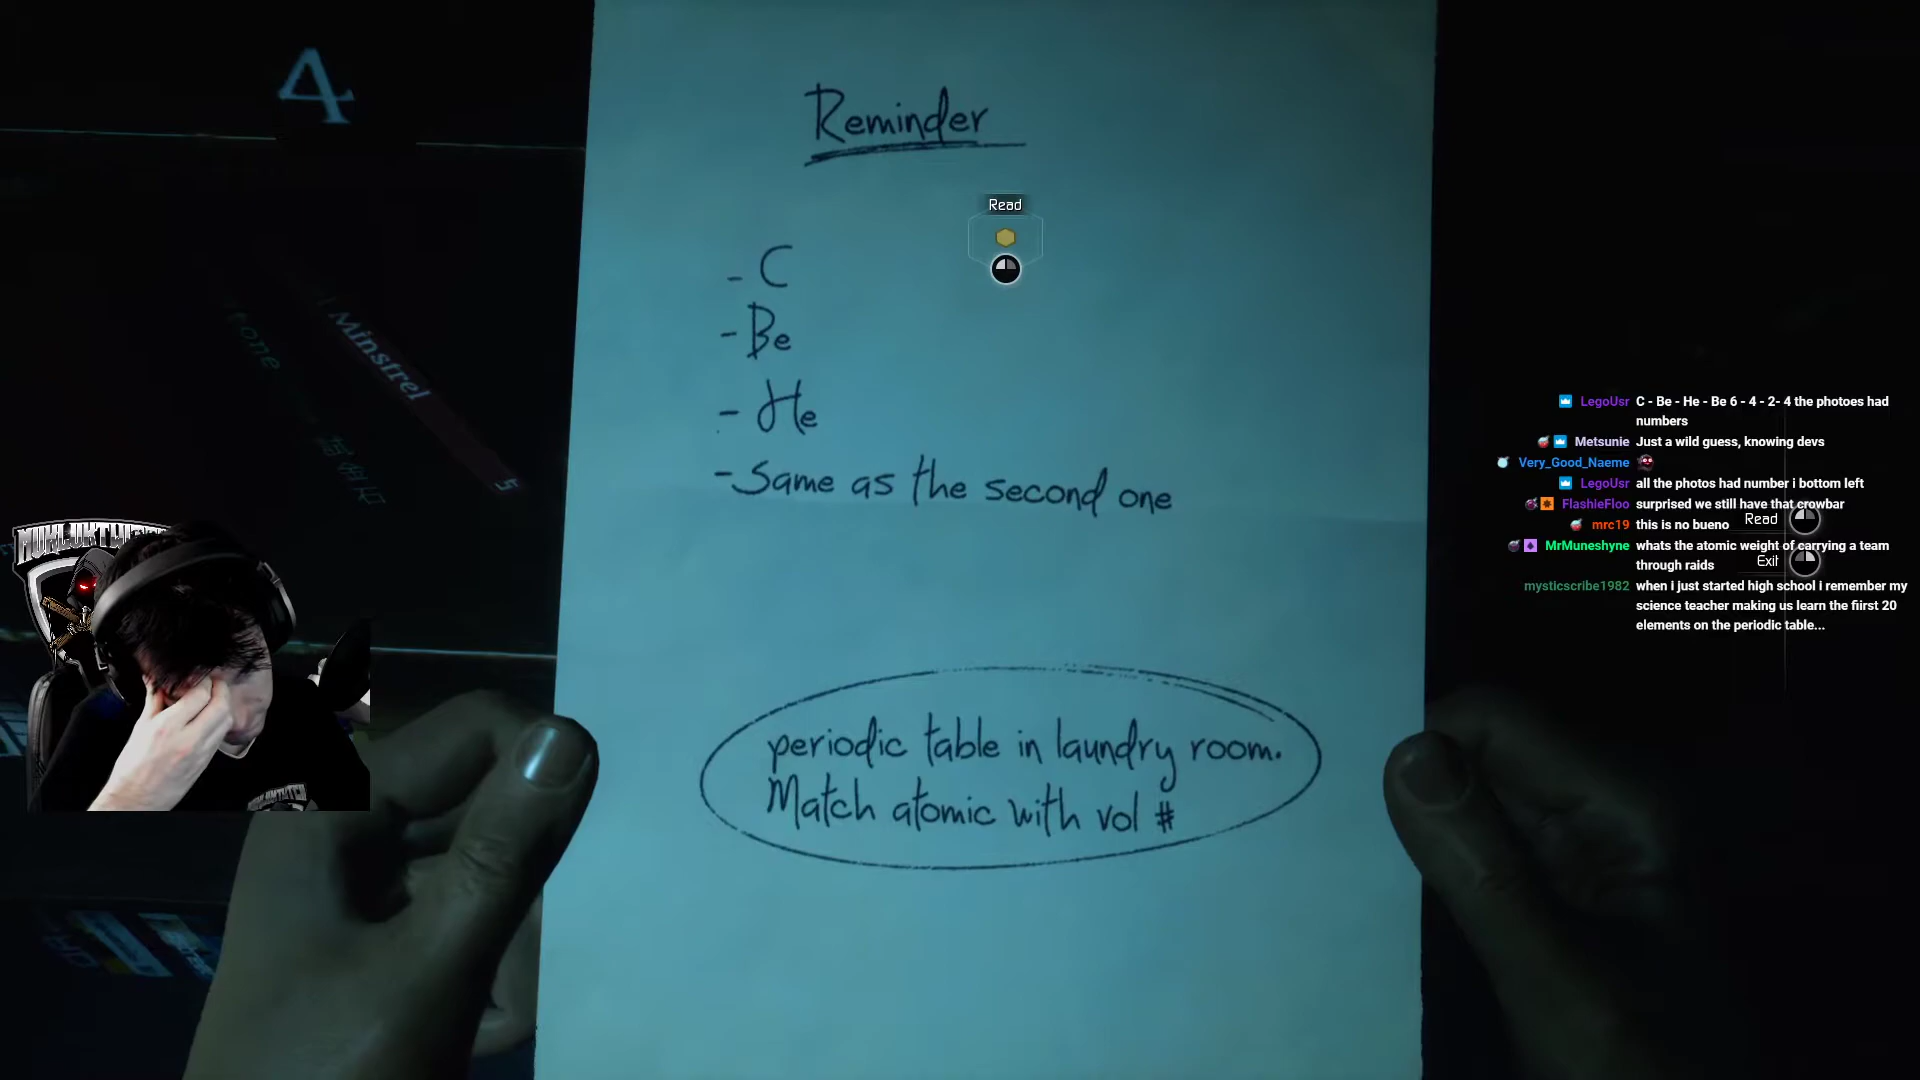 4
Reminder
Read
- C
- Be
- He
- Same as the second one
periodic table in laundry room.
Match atomic with vol #
Minstrel
5
one
LegoUsr C - Be - He - Be 6 - 4 - 2- 4 the photoes had
numbers
Metsunie Just a wild guess, knowing devs
Very_Good_Naeme
LegoUsr all the photos had number i bottom left
FlashieFloo surprised we still have that crowbar
mrc19 this is no bueno
Read
MrMuneshyne whats the atomic weight of carrying a team
through raids
Exit
mysticscribe1982 when i just started high school i remember my
science teacher making us learn the fiirst 20
elements on the periodic table...